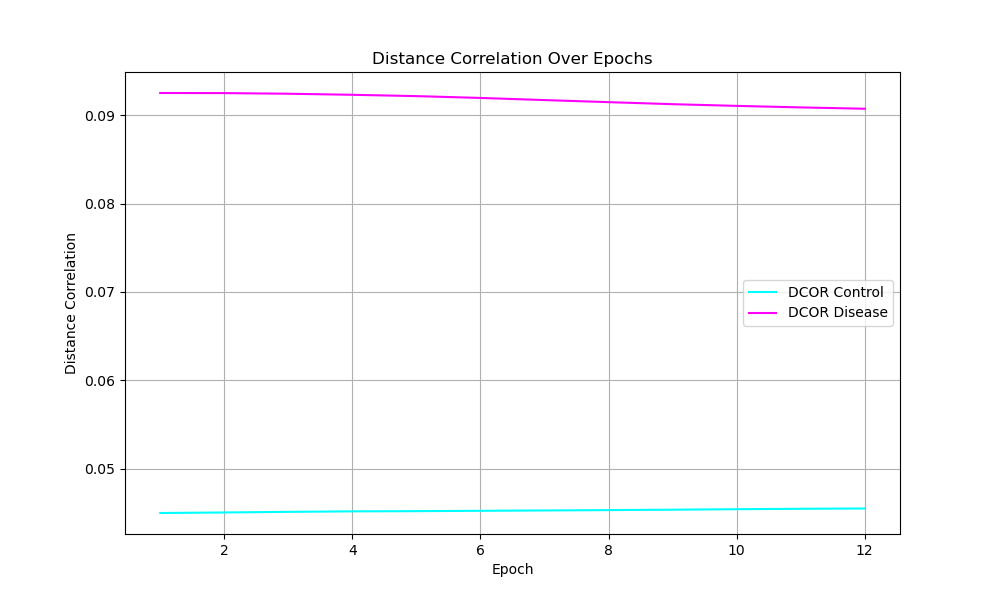 Distance Correlation Over Epochs
Distance Correlation
0.09
0.08
0.07
0.06
0.05
DCOR Control
DCOR Disease
2 4 6 8 10 12
Epoch